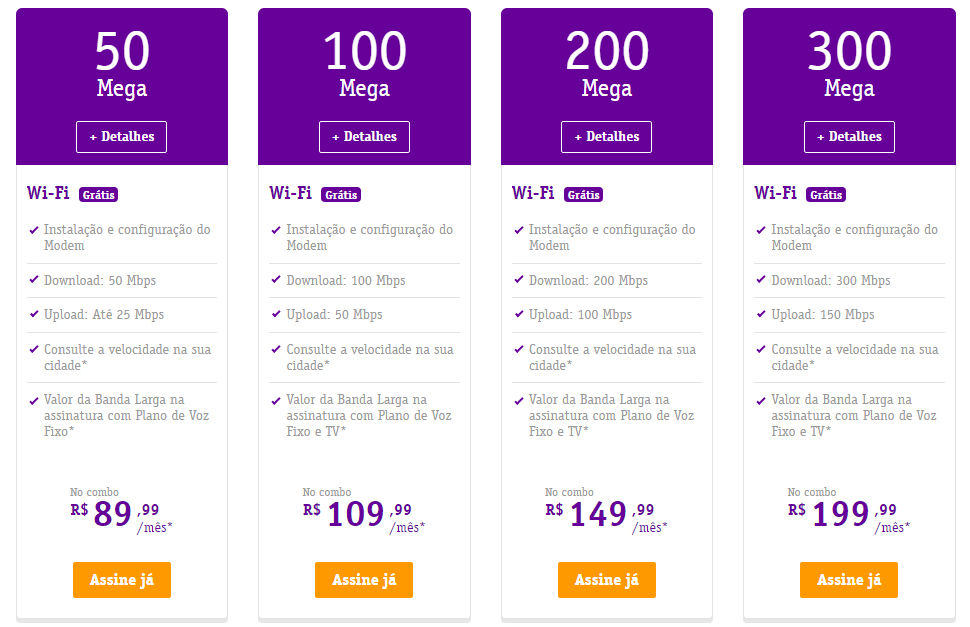 50
Mega
+ Detalhes
Wi-Fi Grátis
Instalação e configuração do
Modem
Download: 50 Mbps
Upload: Até 25 Mbps
Consulte a velocidade na sua
cidade*
Valor da Banda Larga na
assinatura com Plano de Voz
Fixo*
No combo
R$ 89,99
/mês*
Assine já
100
Mega
+ Detalhes
Wi-Fi Grátis
Instalação e configuração do
Modem
Download: 100 Mbps
Upload: 50 Mbps
Consulte a velocidade na sua
cidade*
Valor da Banda Larga na
assinatura com Plano de Voz
Fixo e TV*
No combo
R$ 109,99
/mês*
Assine já
200
Mega
+ Detalhes
Wi-Fi Grátis
Instalação e configuração do
Modem
Download: 200 Mbps
Upload: 100 Mbps
Consulte a velocidade na sua
cidade*
Valor da Banda Larga na
assinatura com Plano de Voz
Fixo e TV*
No combo
R$ 149,99
/mês*
Assine já
300
Mega
+ Detalhes
Wi-Fi Grátis
Instalação e configuração do
Modem
Download: 300 Mbps
Upload: 150 Mbps
Consulte a velocidade na sua
cidade*
Valor da Banda Larga na
assinatura com Plano de Voz
Fixo e TV*
No combo
R$ 199,99
/mês*
Assine já